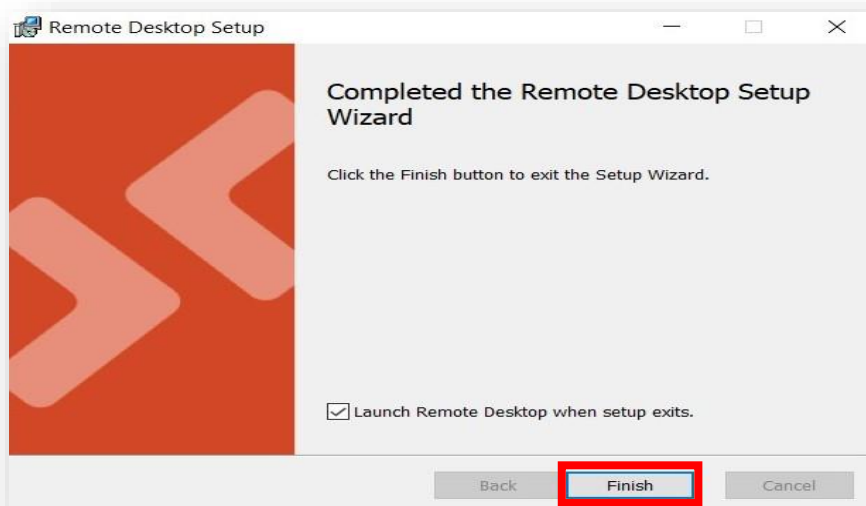 Remote Desktop Setup
Completed the Remote Desktop Setup
Wizard
Click the Finish button to exit the Setup Wizard.
Launch Remote Desktop when setup exits.
Back
Finish
Cancel